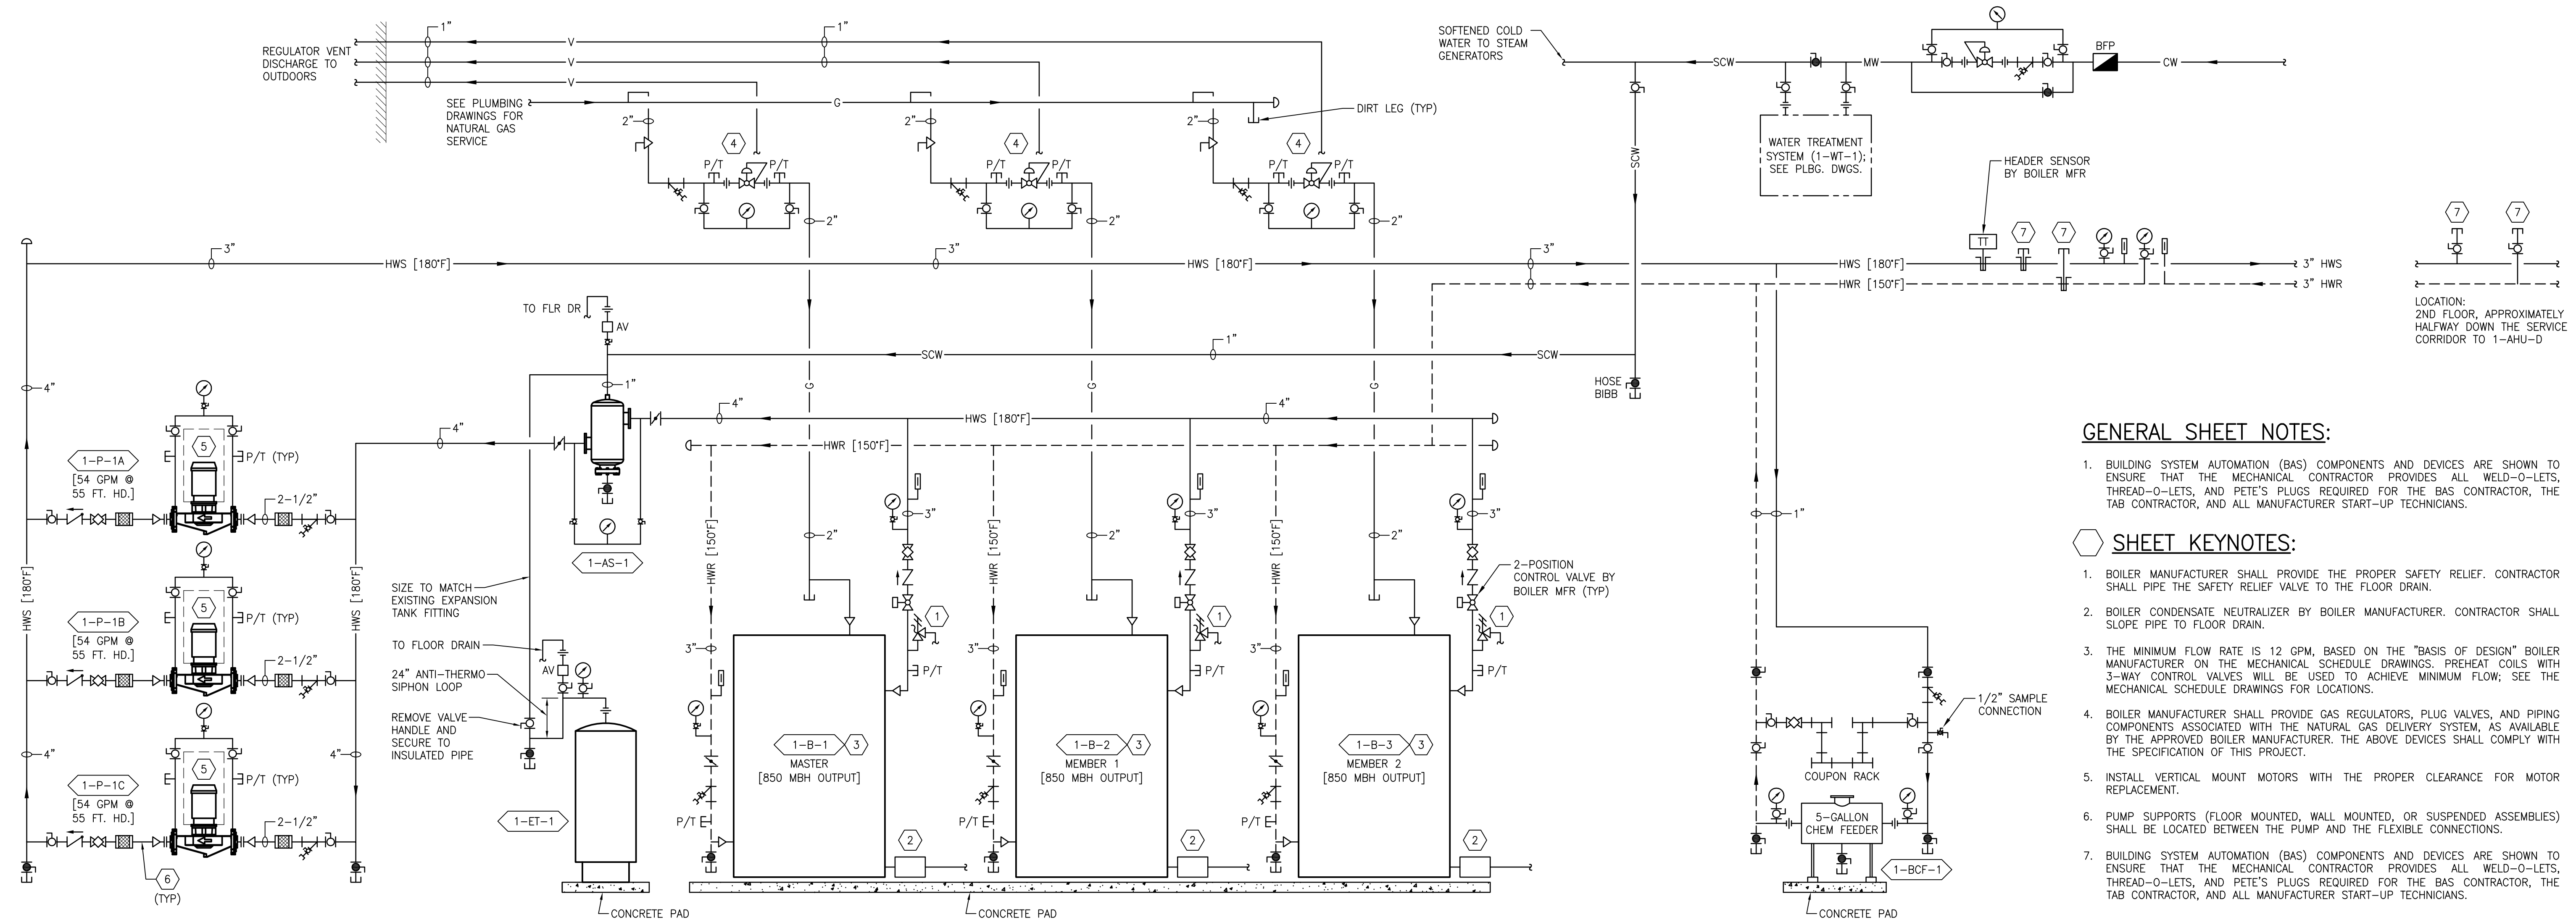 1"
1"
REGULATOR VENT
DISCHARGE TO
OUTDOORS
V
V
V
SEE PLUMBING
DRAWINGS FOR
NATURAL GAS
SERVICE
G
DIRT LEG (TYP)
2"
2"
2"
4
4
4
P/T
P/T
P/T
P/T
P/T
P/T
2"
2"
2"
SOFTENED COLD
WATER TO STEAM
GENERATORS
SCW
MW
BFP
CW
SCW
WATER TREATMENT
SYSTEM (1-WT-1);
SEE PLBG. DWGS.
HEADER SENSOR
BY BOILER MFR
TT
7
7
7
7
3"
HWS [180°F]
3"
HWS [180°F]
3"
HWS [180°F]
3" HWS
HWR [150°F]
3" HWR
LOCATION:
2ND FLOOR, APPROXIMATELY
HALFWAY DOWN THE SERVICE
CORRIDOR TO 1-AHU-D
TO FLR DR
AV
SCW
1"
SCW
1"
G
G
G
HOSE
BIBB
4"
4"
4"
HWS [180°F]
4"
HWR [150°F]
1-P-1A
[54 GPM @
55 FT. HD.]
5
P/T (TYP)
2-1/2"
1-P-1B
[54 GPM @
55 FT. HD.]
5
P/T (TYP)
2-1/2"
1-P-1C
[54 GPM @
55 FT. HD.]
5
P/T (TYP)
2-1/2"
HWS [180°F]
HWS [180°F]
4"
4"
6
(TYP)
1-AS-1
SIZE TO MATCH
EXISTING EXPANSION
TANK FITTING
TO FLOOR DRAIN
AV
24" ANTI-THERMO
SIPHON LOOP
REMOVE VALVE
HANDLE AND
SECURE TO
INSULATED PIPE
1-ET-1
CONCRETE PAD
HWR [150°F]
HWR [150°F]
HWR [150°F]
2"
2"
2"
3"
3"
3"
2-POSITION
CONTROL VALVE BY
BOILER MFR (TYP)
1
1
1
3"
3"
3"
P/T
P/T
P/T
1-B-1
3
MASTER
[850 MBH OUTPUT]
1-B-2
3
MEMBER 1
[850 MBH OUTPUT]
1-B-3
3
MEMBER 2
[850 MBH OUTPUT]
P/T
P/T
P/T
2
2
2
CONCRETE PAD
1"
1/2" SAMPLE
CONNECTION
COUPON RACK
5-GALLON
CHEM FEEDER
1-BCF-1
CONCRETE PAD
GENERAL SHEET NOTES:
1. BUILDING SYSTEM AUTOMATION (BAS) COMPONENTS AND DEVICES ARE SHOWN TO
ENSURE THAT THE MECHANICAL CONTRACTOR PROVIDES ALL WELD-O-LETS,
THREAD-O-LETS, AND PETE'S PLUGS REQUIRED FOR THE BAS CONTRACTOR, THE
TAB CONTRACTOR, AND ALL MANUFACTURER START-UP TECHNICIANS.
SHEET KEYNOTES:
1. BOILER MANUFACTURER SHALL PROVIDE THE PROPER SAFETY RELIEF. CONTRACTOR
SHALL PIPE THE SAFETY RELIEF VALVE TO THE FLOOR DRAIN.
2. BOILER CONDENSATE NEUTRALIZER BY BOILER MANUFACTURER. CONTRACTOR SHALL
SLOPE PIPE TO FLOOR DRAIN.
3. THE MINIMUM FLOW RATE IS 12 GPM, BASED ON THE "BASIS OF DESIGN" BOILER
MANUFACTURER ON THE MECHANICAL SCHEDULE DRAWINGS. PREHEAT COILS WITH
3-WAY CONTROL VALVES WILL BE USED TO ACHIEVE MINIMUM FLOW; SEE THE
MECHANICAL SCHEDULE DRAWINGS FOR LOCATIONS.
4. BOILER MANUFACTURER SHALL PROVIDE GAS REGULATORS, PLUG VALVES, AND PIPING
COMPONENTS ASSOCIATED WITH THE NATURAL GAS DELIVERY SYSTEM, AS AVAILABLE
BY THE APPROVED BOILER MANUFACTURER. THE ABOVE DEVICES SHALL COMPLY WITH
THE SPECIFICATION OF THIS PROJECT.
5. INSTALL VERTICAL MOUNT MOTORS WITH THE PROPER CLEARANCE FOR MOTOR
REPLACEMENT.
6. PUMP SUPPORTS (FLOOR MOUNTED, WALL MOUNTED, OR SUSPENDED ASSEMBLIES)
SHALL BE LOCATED BETWEEN THE PUMP AND THE FLEXIBLE CONNECTIONS.
7. BUILDING SYSTEM AUTOMATION (BAS) COMPONENTS AND DEVICES ARE SHOWN TO
ENSURE THAT THE MECHANICAL CONTRACTOR PROVIDES ALL WELD-O-LETS,
THREAD-O-LETS, AND PETE'S PLUGS REQUIRED FOR THE BAS CONTRACTOR, THE
TAB CONTRACTOR, AND ALL MANUFACTURER START-UP TECHNICIANS.